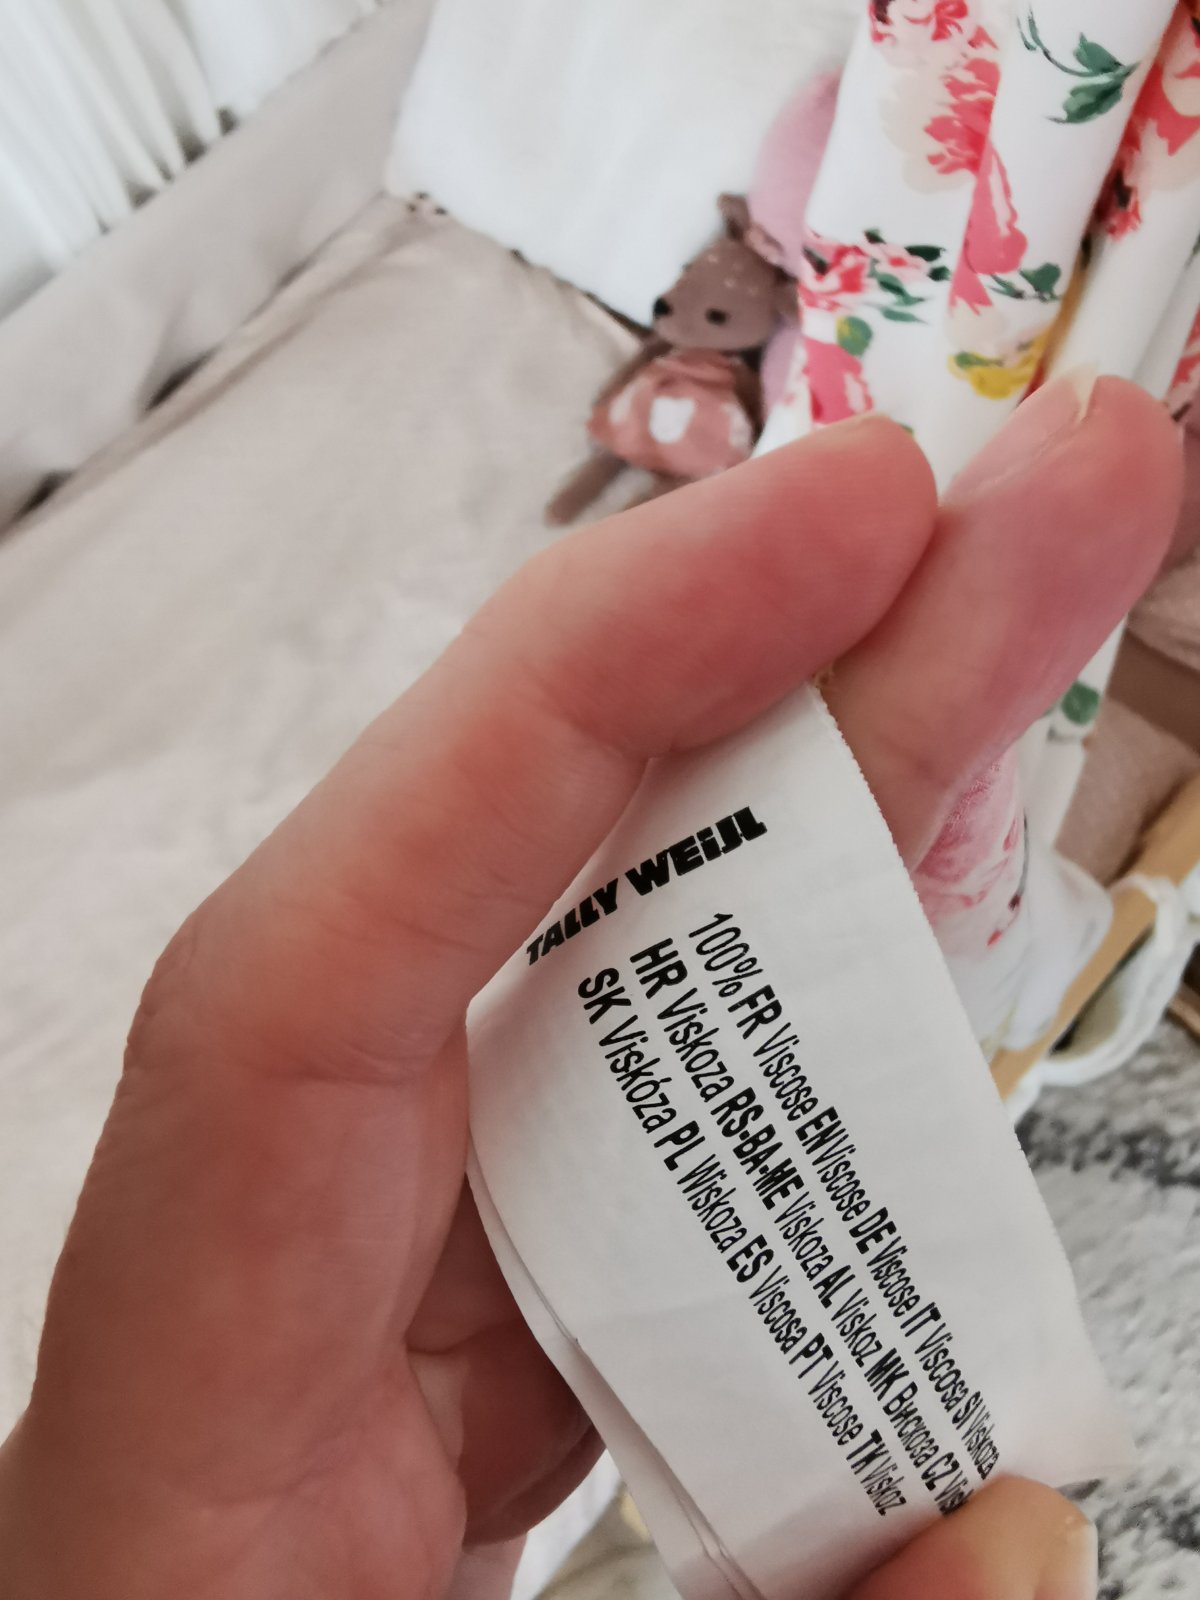 TALLY WEiJL
100% FR Viscose EN Viscose DE Viscose IT Viscosa SI Viskoza
HR Viskoza RS-BA-ME Viskoza AL Viskoz MK Вискоза CZ
SK Viskóza PL Wiskoza ES Viscosa PT Viscose TK Viskoz